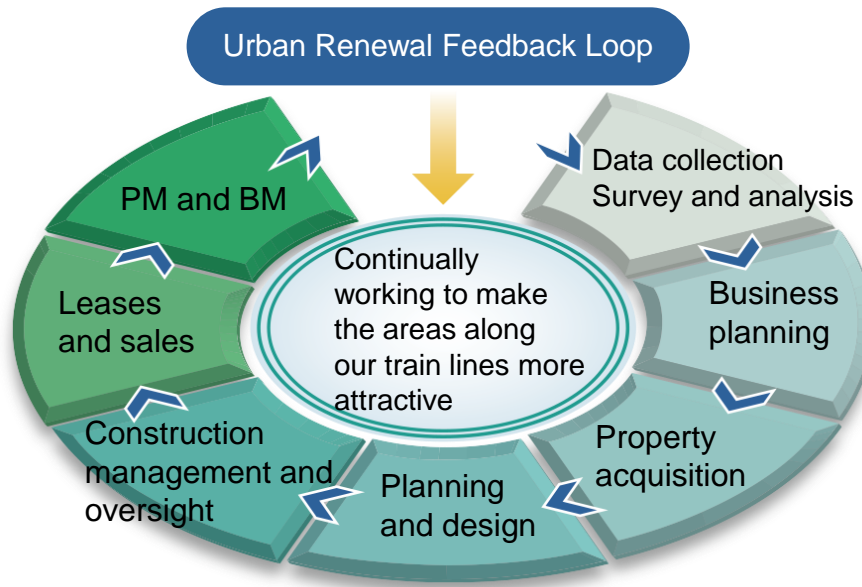 Urban Renewal Feedback Loop
Data collection
Survey and analysis
Business
planning
Property
acquisition
Planning
and design
Construction
management and
oversight
Leases
and sales
PM and BM
Continually
working to make
the areas along
our train lines more
attractive